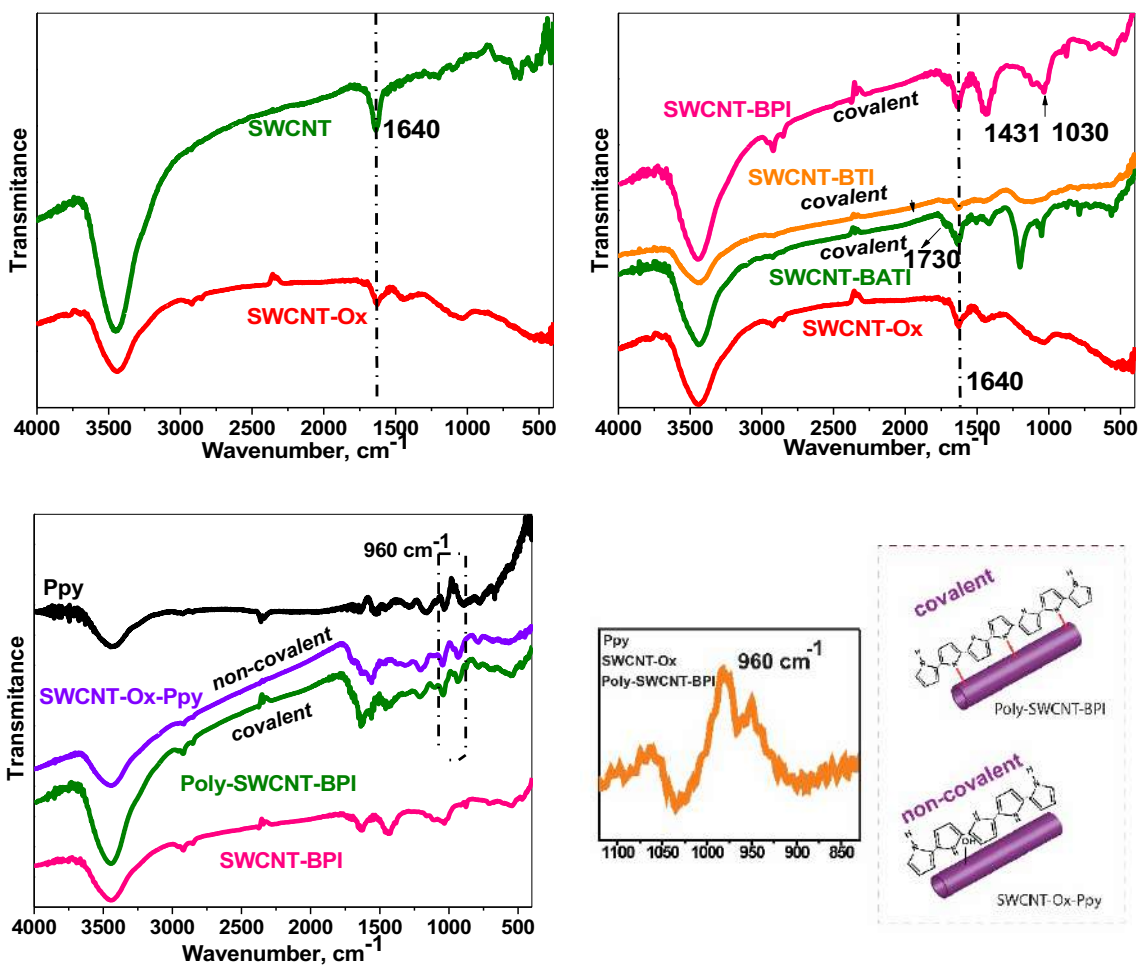 Transmitance
SWCNT
1640
SWCNT-Ox
4000 3500 3000 2500 2000 1500 1000 500
Wavenumber, cm-1
Transmitance
SWCNT-BPI
covalent
1431 1030
SWCNT-BTI
covalent
covalent
1730
SWCNT-BATI
SWCNT-Ox
1640
4000 3500 3000 2500 2000 1500 1000 500
Wavenumber, cm-1
Transmitance
960 cm-1
Ppy
non-covalent
SWCNT-Ox-Ppy
covalent
Poly-SWCNT-BPI
SWCNT-BPI
4000 3500 3000 2500 2000 1500 1000 500
Wavenumber, cm-1
Ppy
SWCNT-Ox
Poly-SWCNT-BPI
960 cm-1
1100 1050 1000 950 900 850
covalent
Poly-SWCNT-BPI
non-covalent
OH
SWCNT-Ox-Ppy